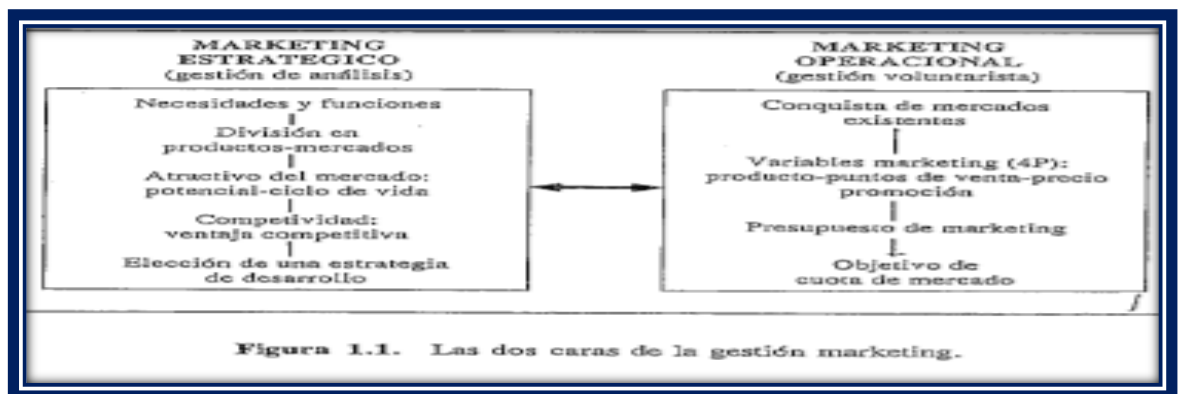 MARKETING
ESTRATEGICO
(gestión de análisis)
Necesidades y funciones
División en
productos-mercados
Atractivo del mercado:
potencial-ciclo de vida
Competividad:
ventaja competitiva
Elección de una estrategia
de desarrollo
MARKETING
OPERACIONAL
(gestión voluntarista)
Conquista de mercados
existentes
Variables marketing (4P):
producto-puntos de venta-precio
promoción
Presupuesto de marketing
Objetivo de
cuota de mercado
Figura 1.1. Las dos caras de la gestión marketing.